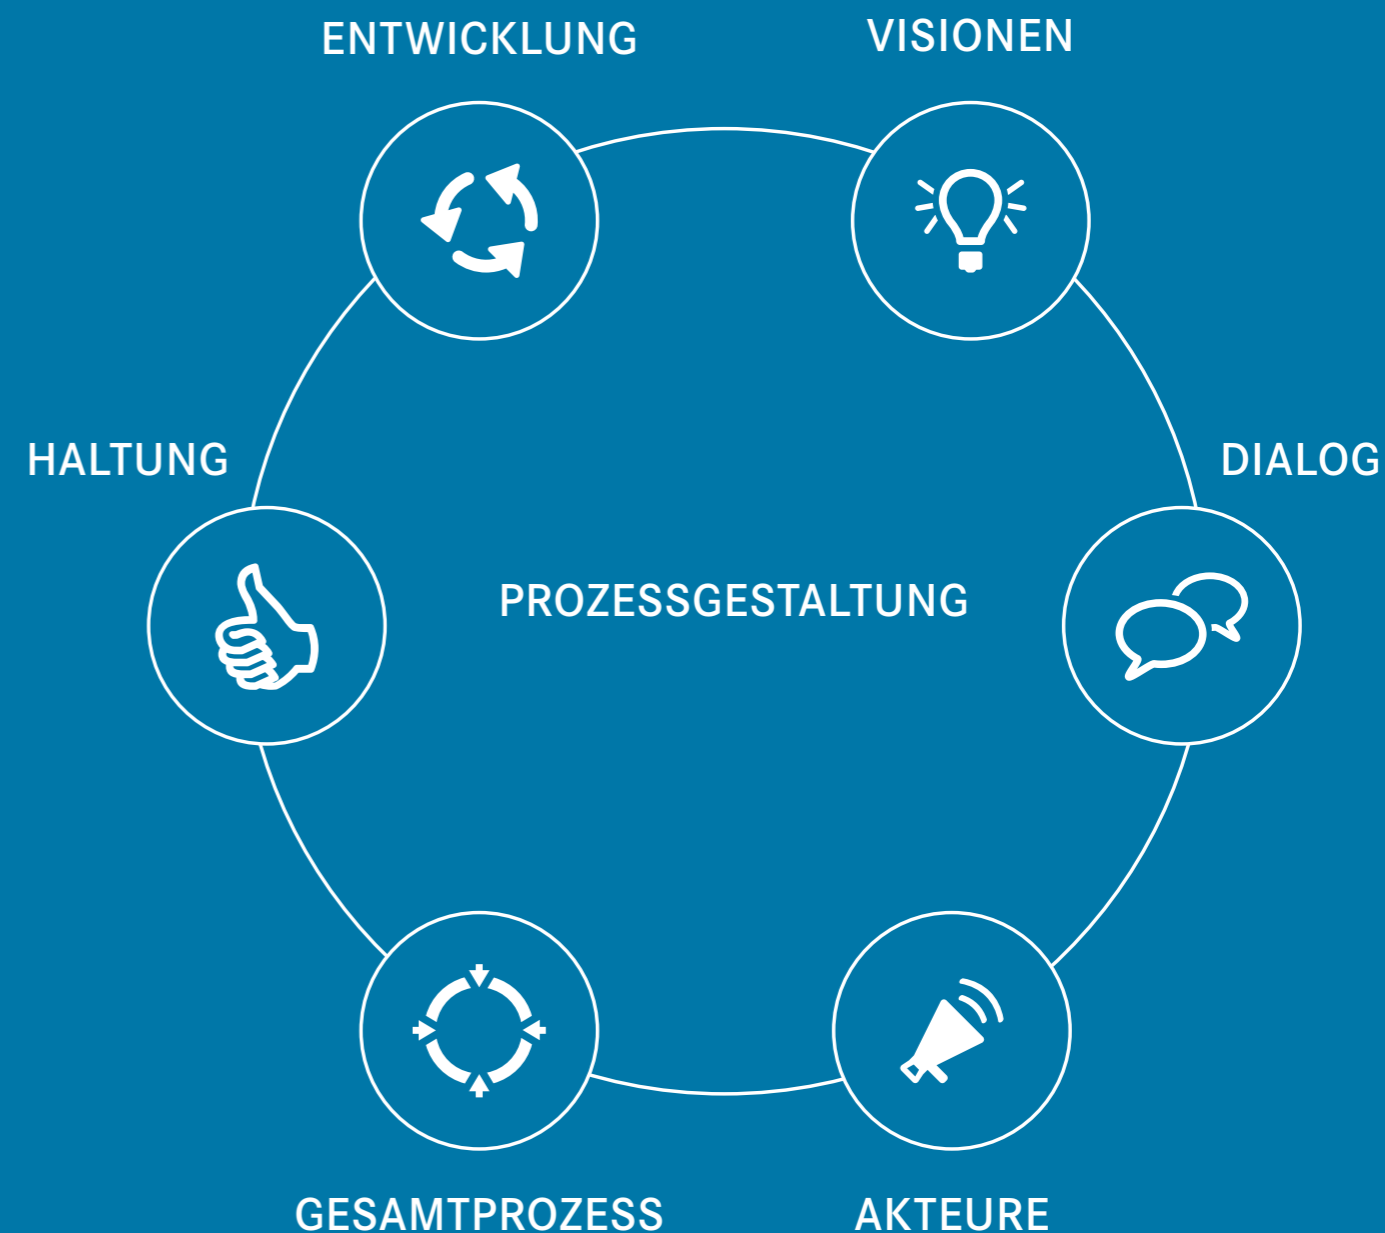 ENTWICKLUNG
VISIONEN
HALTUNG
DIALOG
PROZESSGESTALTUNG
GESAMTPROZESS
AKTEURE